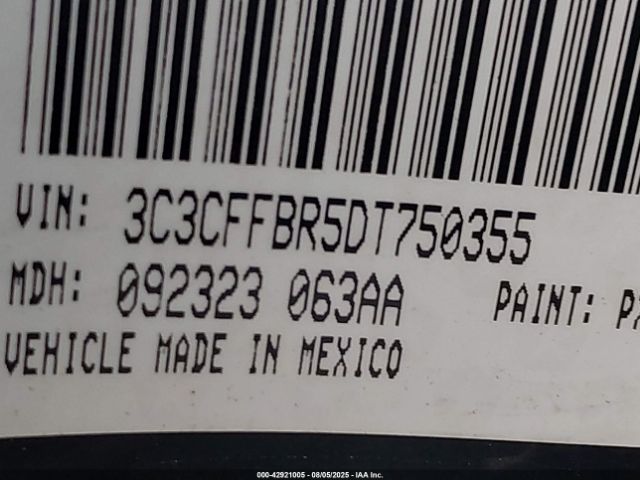 VIN: 3C3CFFBR5DT750355
MDH: 092323 063AA PAINT:
VEHICLE MADE IN MEXICO
000-42921005 - 08/05/2025 - IAA Inc.